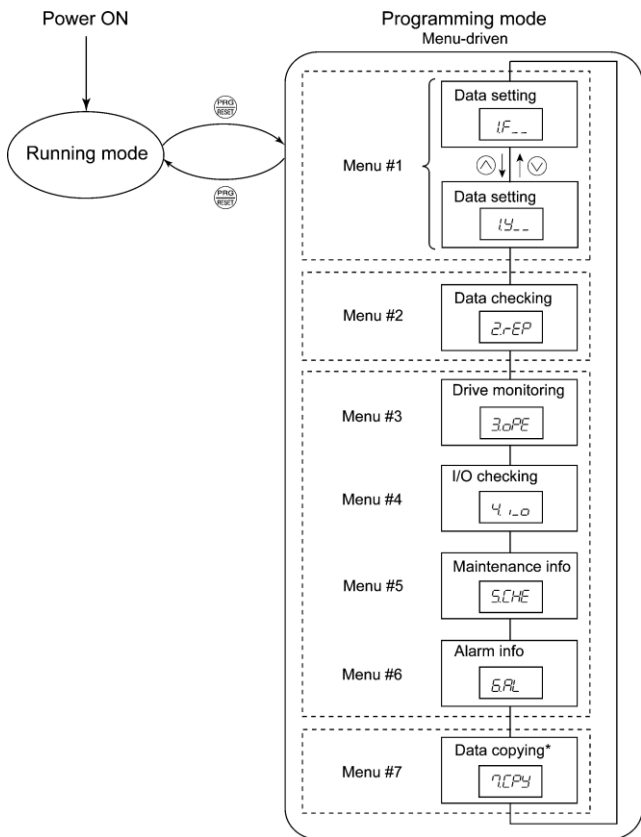 Power ON
Programming mode
Menu-driven
PRG
RESET
Running mode
PRG
RESET
Menu #1
Data setting
1.F__
Data setting
1.y__
Menu #2
Data checking
2.rEP
Menu #3
Drive monitoring
3.oPE
Menu #4
I/O checking
4.i_o
Menu #5
Maintenance info
5.CHE
Menu #6
Alarm info
6.AL
Menu #7
Data copying*
7.CPY